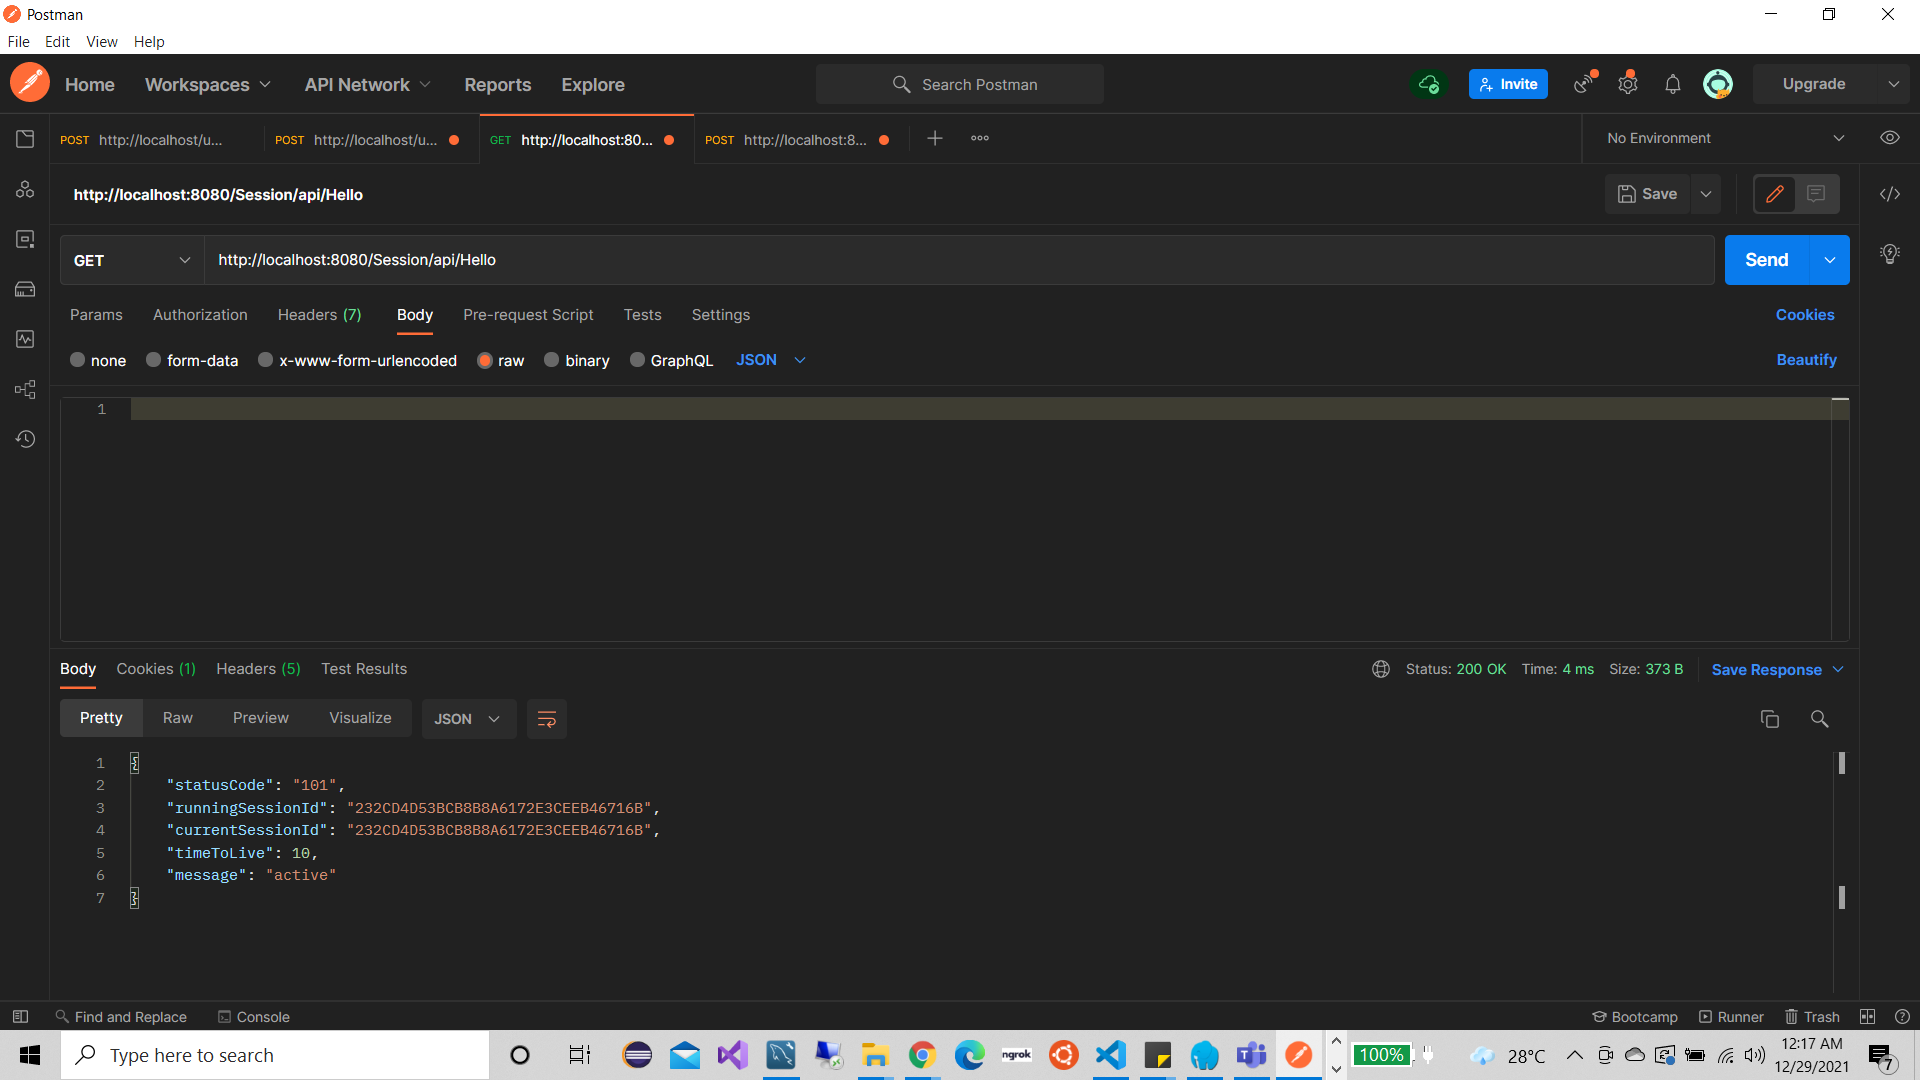 Postman
File Edit View Help
Home Workspaces API Network Reports Explore Search Postman Invite Upgrade
POST http://localhost/u... POST http://localhost/u... GET http://localhost:80... POST http://localhost:8... No Environment
http://localhost:8080/Session/api/Hello Save
GET http://localhost:8080/Session/api/Hello Send
Params Authorization Headers (7) Body Pre-request Script Tests Settings Cookies
none form-data x-www-form-urlencoded raw binary GraphQL JSON Beautify
1
Body Cookies (1) Headers (5) Test Results Status: 200 OK Time: 4 ms Size: 373 B Save Response
Pretty Raw Preview Visualize JSON
1 {
2 "statusCode": "101",
3 "runningSessionId": "232CD4D53BCB8B8A6172E3CEEB46716B",
4 "currentSessionId": "232CD4D53BCB8B8A6172E3CEEB46716B",
5 "timeToLive": 10,
6 "message": "active"
7 }
Find and Replace Console Bootcamp Runner Trash
Type here to search ngrok 100% 28°C 12:17 AM
12/29/2021 7